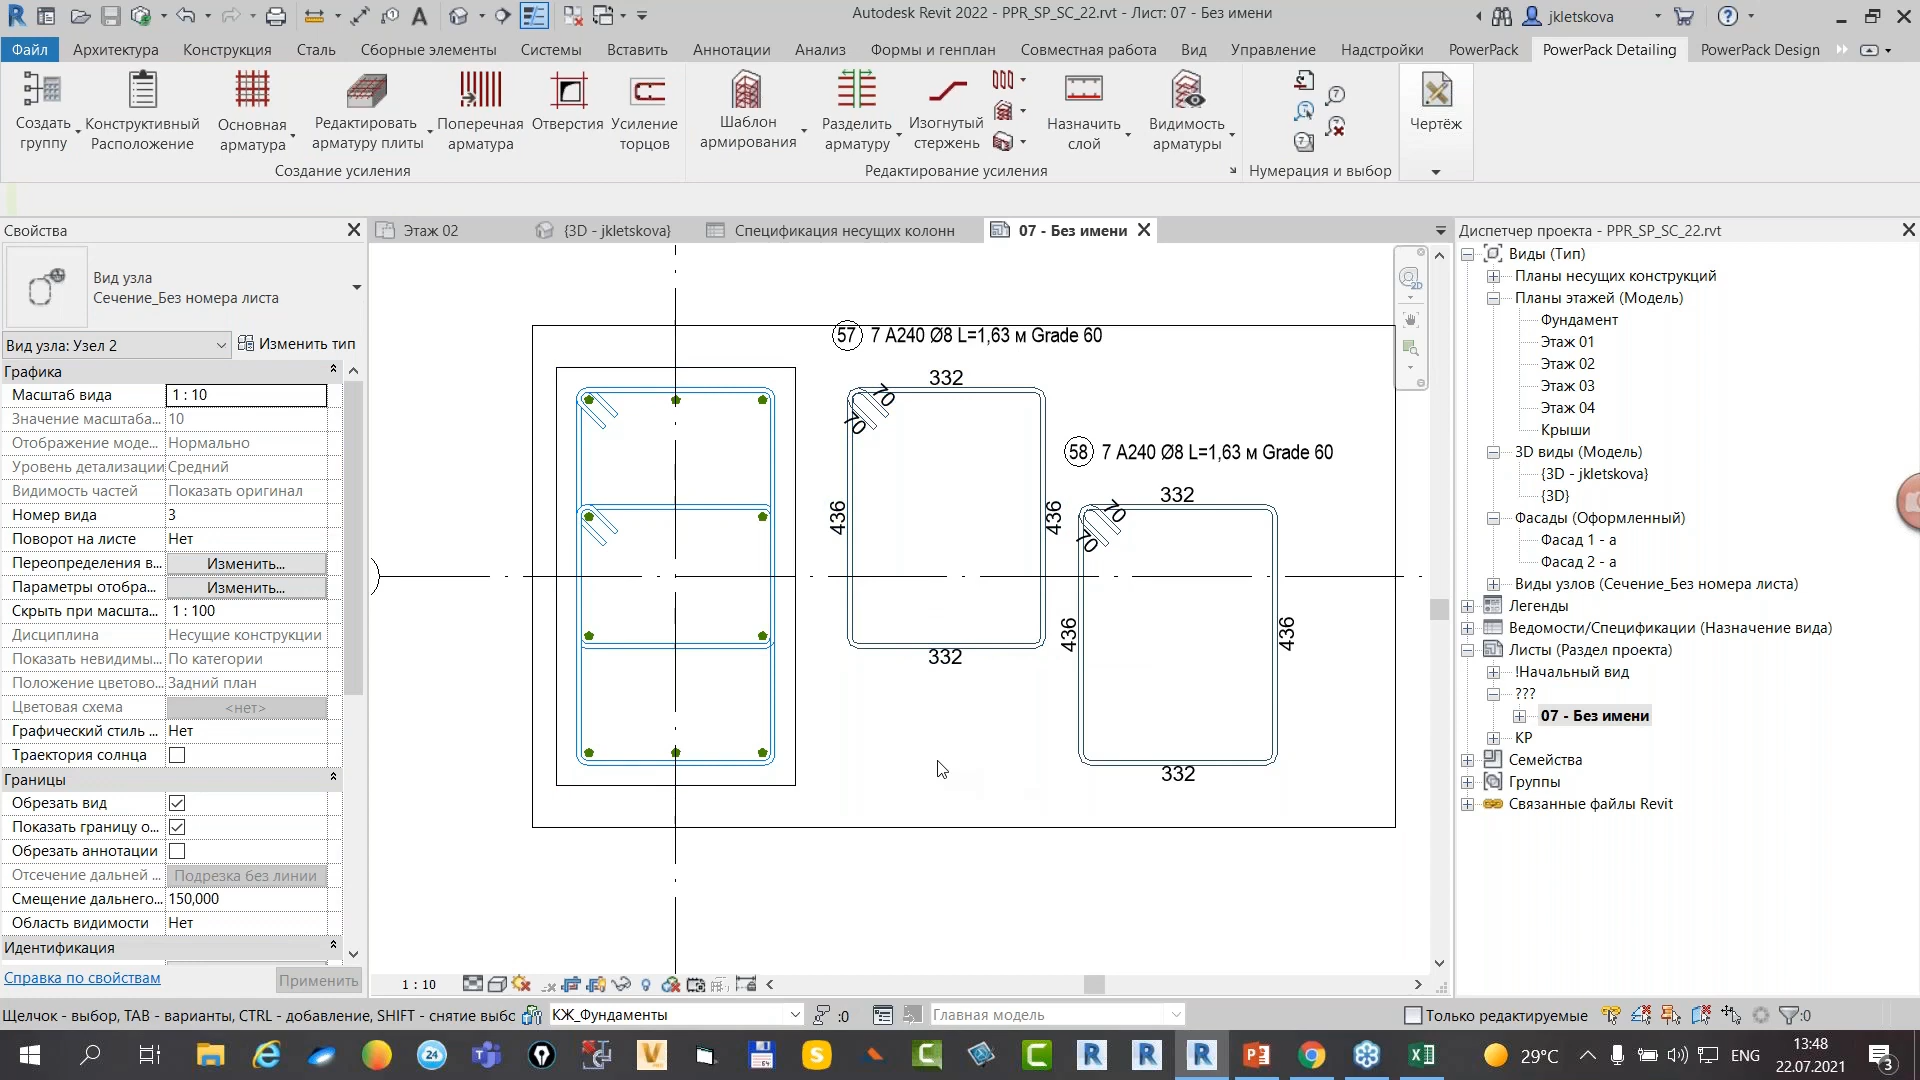 Autodesk Revit 2022 - PPR_SP_SC_22.rvt - Лист: 07 - Без имени
jkletskova
Файл Архитектура Конструкция Сталь Сборные элементы Системы Вставить Аннотации Анализ Формы и генплан Совместная работа Вид Управление Надстройки PowerPack PowerPack Detailing PowerPack Design
Создать группу
Конструктивный Расположение
Основная арматура
Редактировать арматуру плиты
Поперечная арматура
Отверстия
Усиление торцов
Шаблон армирования
Разделить арматуру
Изогнутый стержень
Назначить слой
Видимость арматуры
Чертёж
Создание усиления
Редактирование усиления
Нумерация и выбор
Свойства
Вид узла
Сечение_Без номера листа
Вид узла: Узел 2
Изменить тип
Графика
Масштаб вида 1 : 10
Значение масштаба... 10
Отображение моде... Нормально
Уровень детализации Средний
Видимость частей Показать оригинал
Номер вида 3
Поворот на листе Нет
Переопределения в... Изменить...
Параметры отобра... Изменить...
Скрыть при масшта... 1 : 100
Дисциплина Несущие конструкции
Показать невидимы... По категории
Положение цветово... Задний план
Цветовая схема <нет>
Графический стиль ... Нет
Траектория солнца
Границы
Обрезать вид
Показать границу о...
Обрезать аннотации
Отсечение дальней ... Подрезка без линии
Смещение дальнего... 150,000
Область видимости Нет
Идентификация
Справка по свойствам
Применить
Этаж 02
{3D - jkletskova}
Спецификация несущих колонн
07 - Без имени
2D
57 7 A240 Ø8 L=1,63 м Grade 60
332
70
70
436
436
332
58 7 A240 Ø8 L=1,63 м Grade 60
332
70
70
436
436
332
1 : 10
Диспетчер проекта - PPR_SP_SC_22.rvt
Виды (Тип)
Планы несущих конструкций
Планы этажей (Модель)
Фундамент
Этаж 01
Этаж 02
Этаж 03
Этаж 04
Крыши
3D виды (Модель)
{3D - jkletskova}
{3D}
Фасады (Оформленный)
Фасад 1 - а
Фасад 2 - а
Виды узлов (Сечение_Без номера листа)
Легенды
Ведомости/Спецификации (Назначение вида)
Листы (Раздел проекта)
!Начальный вид
???
07 - Без имени
КР
Семейства
Группы
Связанные файлы Revit
Щелчок - выбор, TAB - варианты, CTRL - добавление, SHIFT - снятие выбс
КЖ_Фундаменты
:0
Главная модель
Только редактируемые
:0
24
64
29°C
ENG
13:48
22.07.2021
3